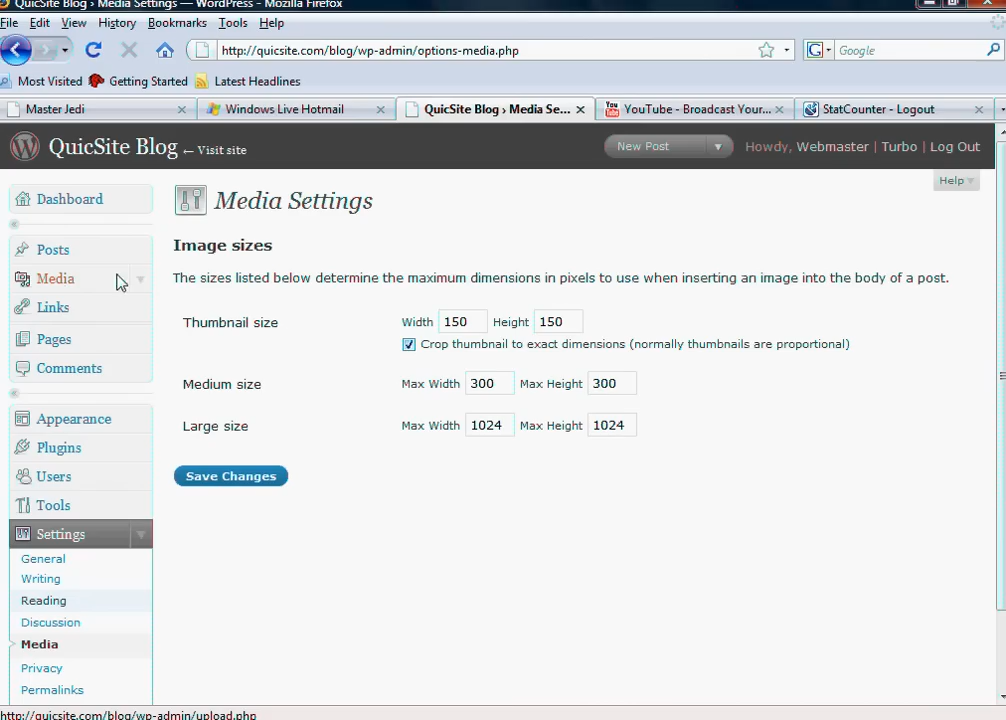 QuicSite Blog › Media Settings — WordPress - Mozilla Firefox
File Edit View History Bookmarks Tools Help
http://quicsite.com/blog/wp-admin/options-media.php
G Google
Most Visited Getting Started Latest Headlines
Master Jedi Windows Live Hotmail QuicSite Blog › Media Se... YouTube - Broadcast Your... StatCounter - Logout
QuicSite Blog ← Visit site New Post Howdy, Webmaster | Turbo | Log Out
Help
Dashboard
Posts
Media
Links
Pages
Comments
Appearance
Plugins
Users
Tools
Settings
General
Writing
Reading
Discussion
Media
Privacy
Permalinks
Media Settings
Image sizes
The sizes listed below determine the maximum dimensions in pixels to use when inserting an image into the body of a post.
Thumbnail size Width 150 Height 150
Crop thumbnail to exact dimensions (normally thumbnails are proportional)
Medium size Max Width 300 Max Height 300
Large size Max Width 1024 Max Height 1024
Save Changes
http://quicsite.com/blog/wp-admin/upload.php